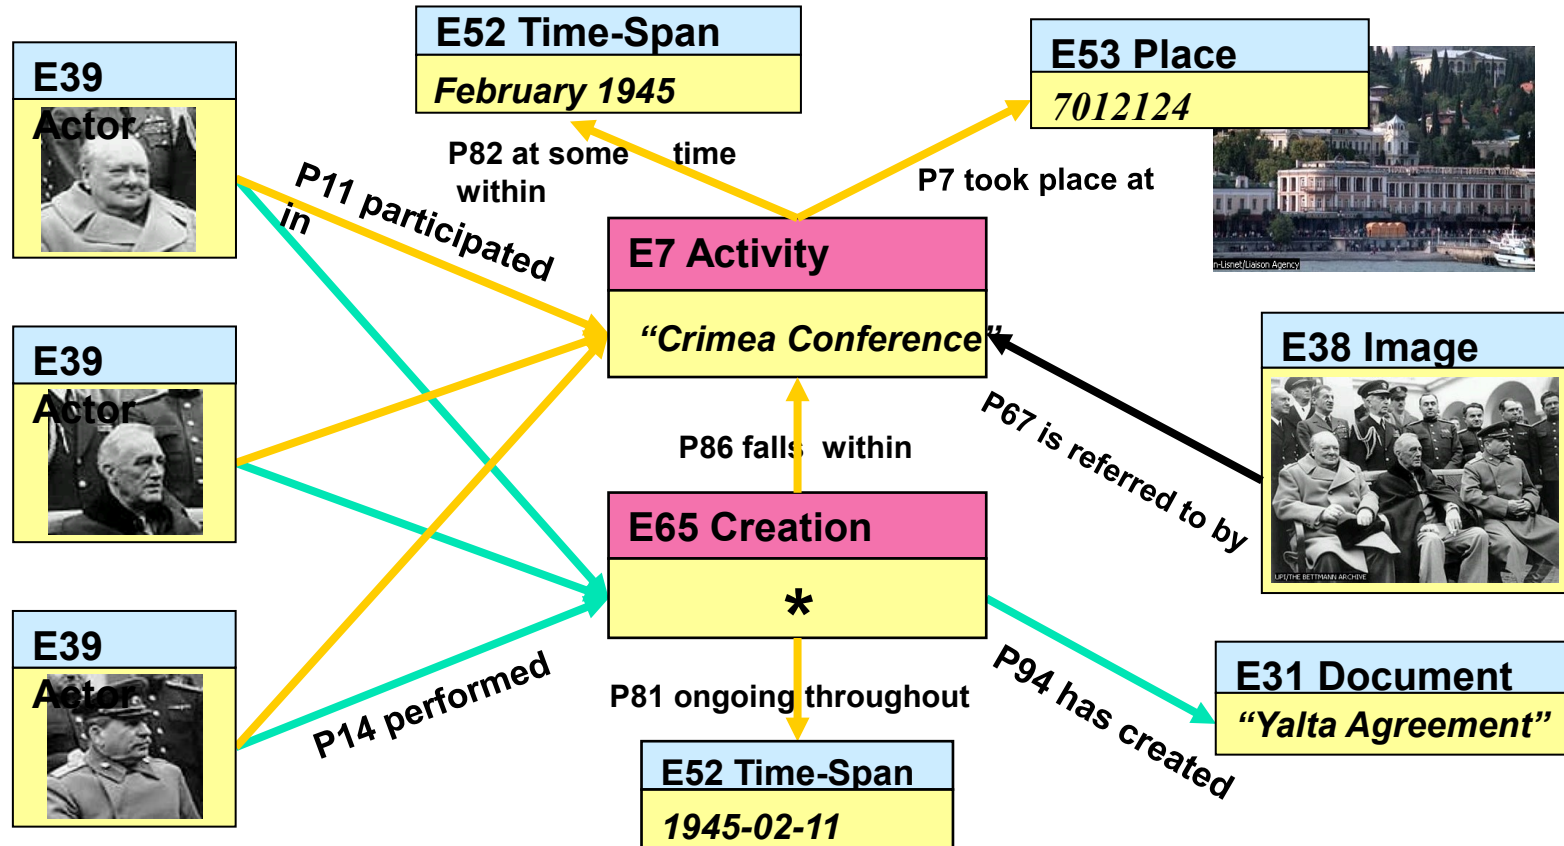 E52 Time-Span
February 1945
E53 Place
7012124
n-Lisnet/Liaison Agency
E39
Actor
P82 at some time
within
P7 took place at
P11 participated
in
E7 Activity
“Crimea Conference”
E39
Actor
E38 Image
UPI/THE BETTMANN ARCHIVE
P67 is referred to by
P86 falls within
E65 Creation
*
E39
Actor
P14 performed
P81 ongoing throughout
P94 has created
E31 Document
“Yalta Agreement”
E52 Time-Span
1945-02-11